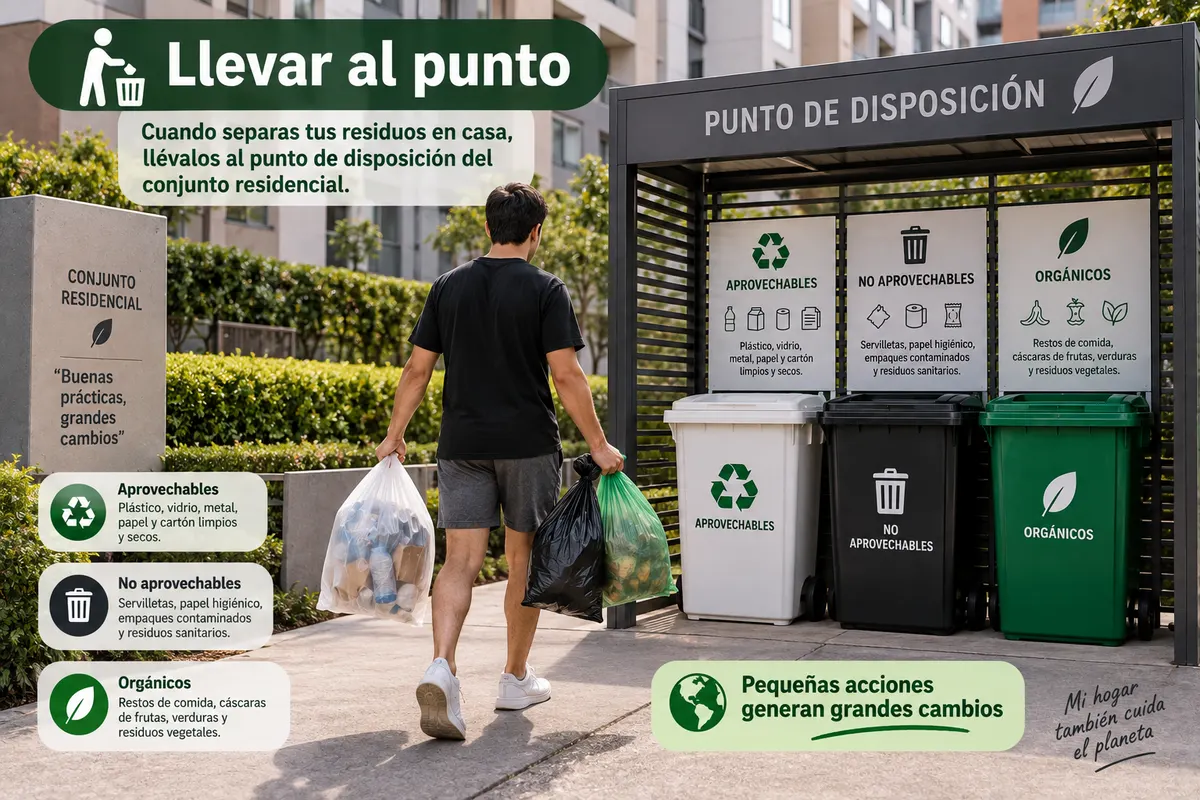 Llevar al punto
Cuando separas tus residuos en casa,
llévalos al punto de disposición del
conjunto residencial.
PUNTO DE DISPOSICIÓN
CONJUNTO
RESIDENCIAL
“Buenas
prácticas,
grandes
cambios”
APROVECHABLES
Plástico, vidrio,
metal, papel y cartón
limpios y secos.
NO APROVECHABLES
Servilletas, papel higiénico,
empaques contaminados
y residuos sanitarios.
ORGÁNICOS
Restos de comida,
cáscaras de frutas, verduras
y residuos vegetales.
APROVECHABLES
NO
APROVECHABLES
ORGÁNICOS
Aprovechables
Plástico, vidrio, metal,
papel y cartón limpios
y secos.
No aprovechables
Servilletas, papel higiénico,
empaques contaminados
y residuos sanitarios.
Orgánicos
Restos de comida, cáscaras
de frutas, verduras y
residuos vegetales.
Pequeñas acciones
generan grandes cambios
Mi hogar
también cuida
el planeta